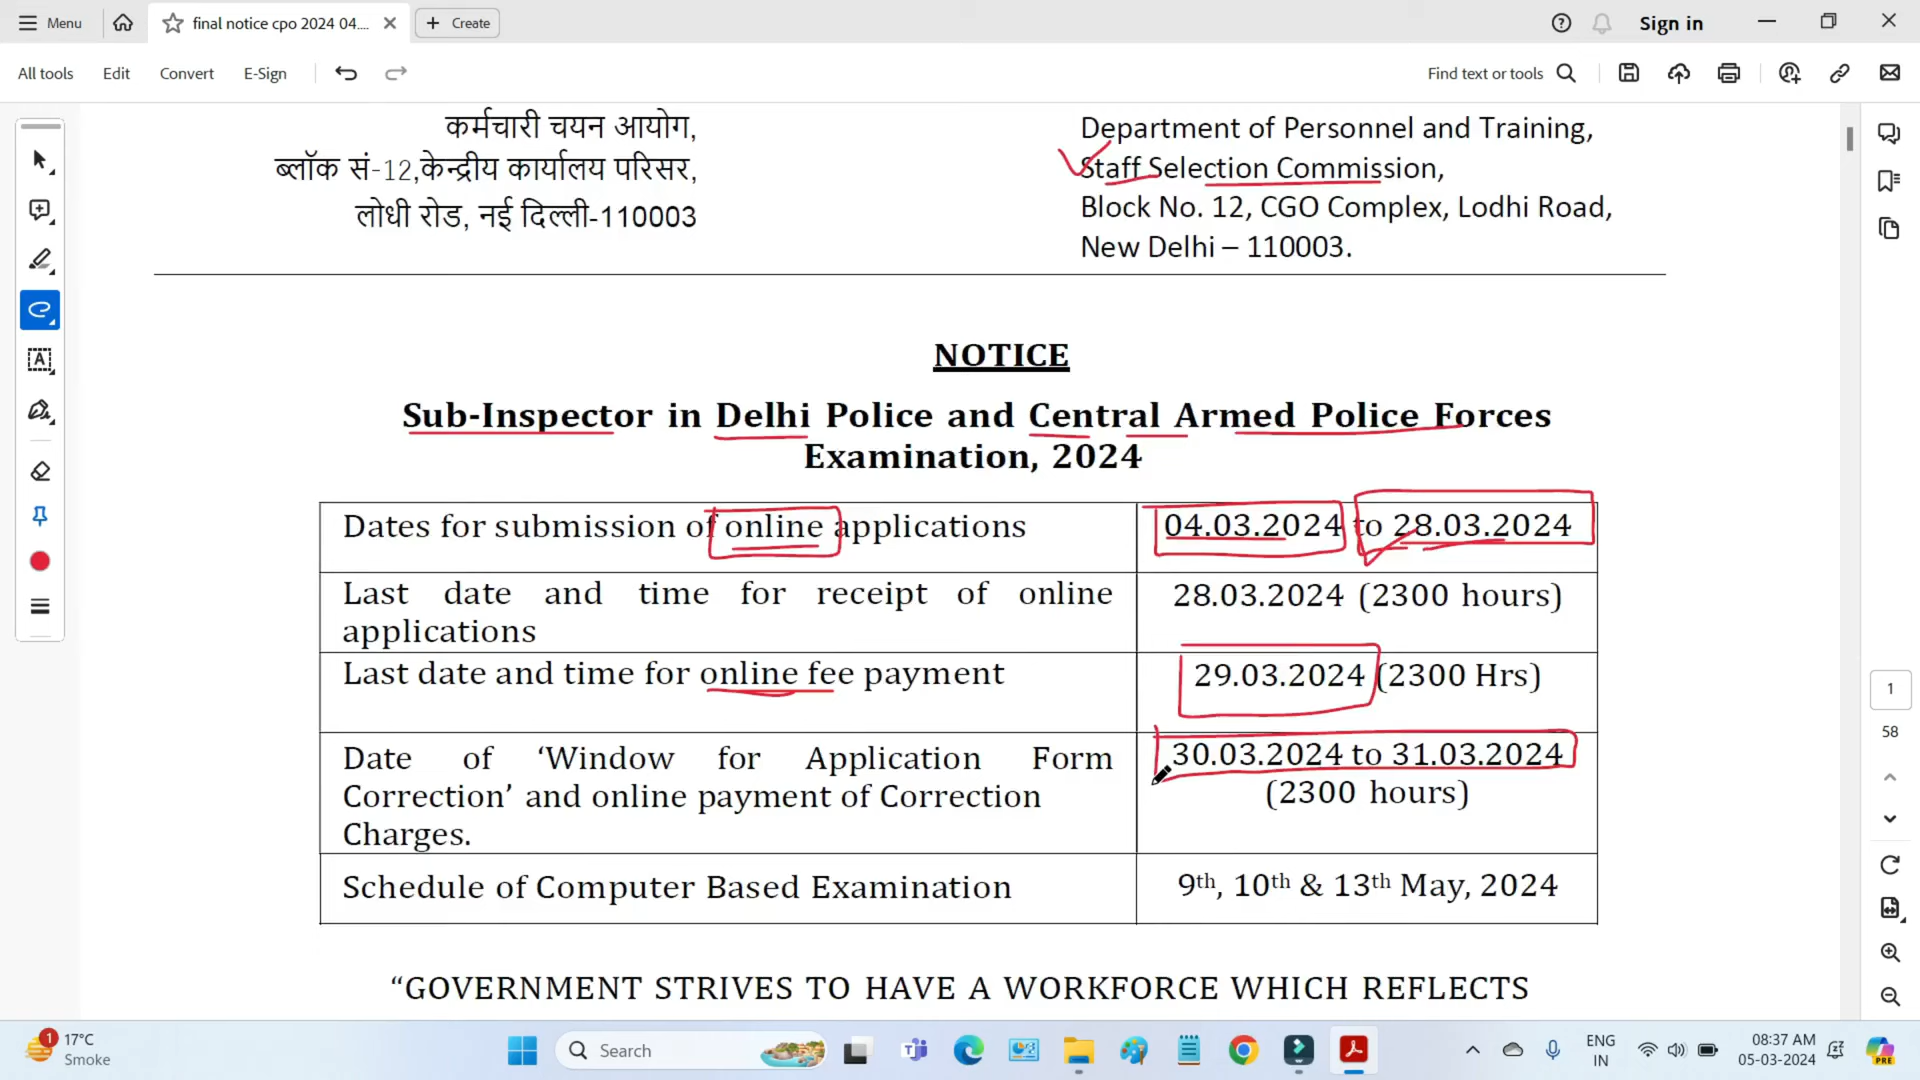 Menu
final notice cpo 2024 04....
Create
Sign in
All tools
Edit
Convert
E-Sign
Find text or tools
कर्मचारी चयन आयोग,
ब्लॉक सं-12,केन्द्रीय कार्यालय परिसर,
लोधी रोड, नई दिल्ली-110003
Department of Personnel and Training,
Staff Selection Commission,
Block No. 12, CGO Complex, Lodhi Road,
New Delhi – 110003.
NOTICE
Sub-Inspector in Delhi Police and Central Armed Police Forces
Examination, 2024
Dates for submission of online applications
04.03.2024 to 28.03.2024
Last date and time for receipt of online
applications
28.03.2024 (2300 hours)
Last date and time for online fee payment
29.03.2024 (2300 Hrs)
Date of ‘Window for Application Form
Correction’ and online payment of Correction
Charges.
30.03.2024 to 31.03.2024
(2300 hours)
Schedule of Computer Based Examination
9th, 10th & 13th May, 2024
“GOVERNMENT STRIVES TO HAVE A WORKFORCE WHICH REFLECTS
1
58
1
17°C
Smoke
Search
ENG
IN
08:37 AM
05-03-2024
PRE